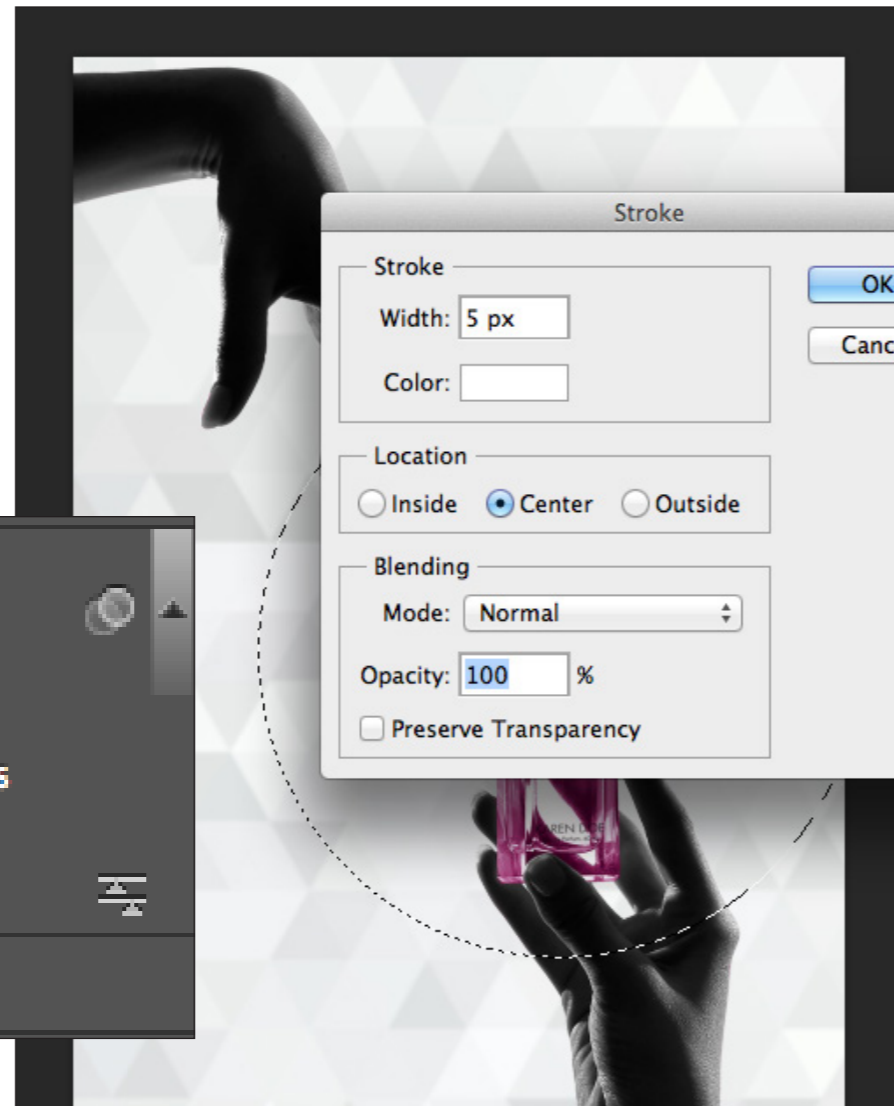 Stroke
Stroke
Width: 5 px
OK
Color:
Location
Inside Center Outside
Blending
Mode: Normal
Opacity: 100 %
Preserve Transparency